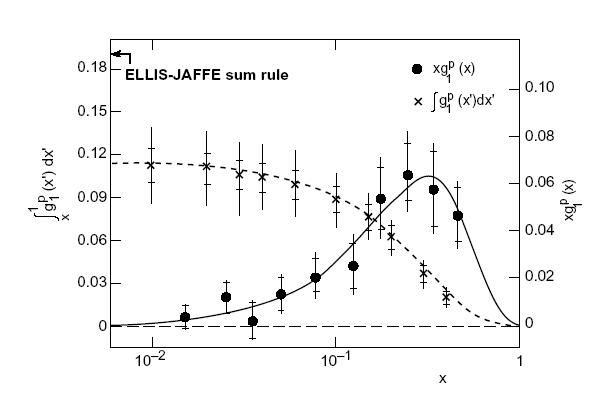 ELLIS-JAFFE sum rule
xg₁ᵖ (x)
∫g₁ᵖ (x')dx'
0.18
0.15
0.12
0.09
0.06
0.03
0
∫ₓ¹g₁ᵖ (x') dx'
0.10
0.08
0.06
0.04
0.02
0
xg₁ᵖ (x)
10⁻²
10⁻¹
1
x